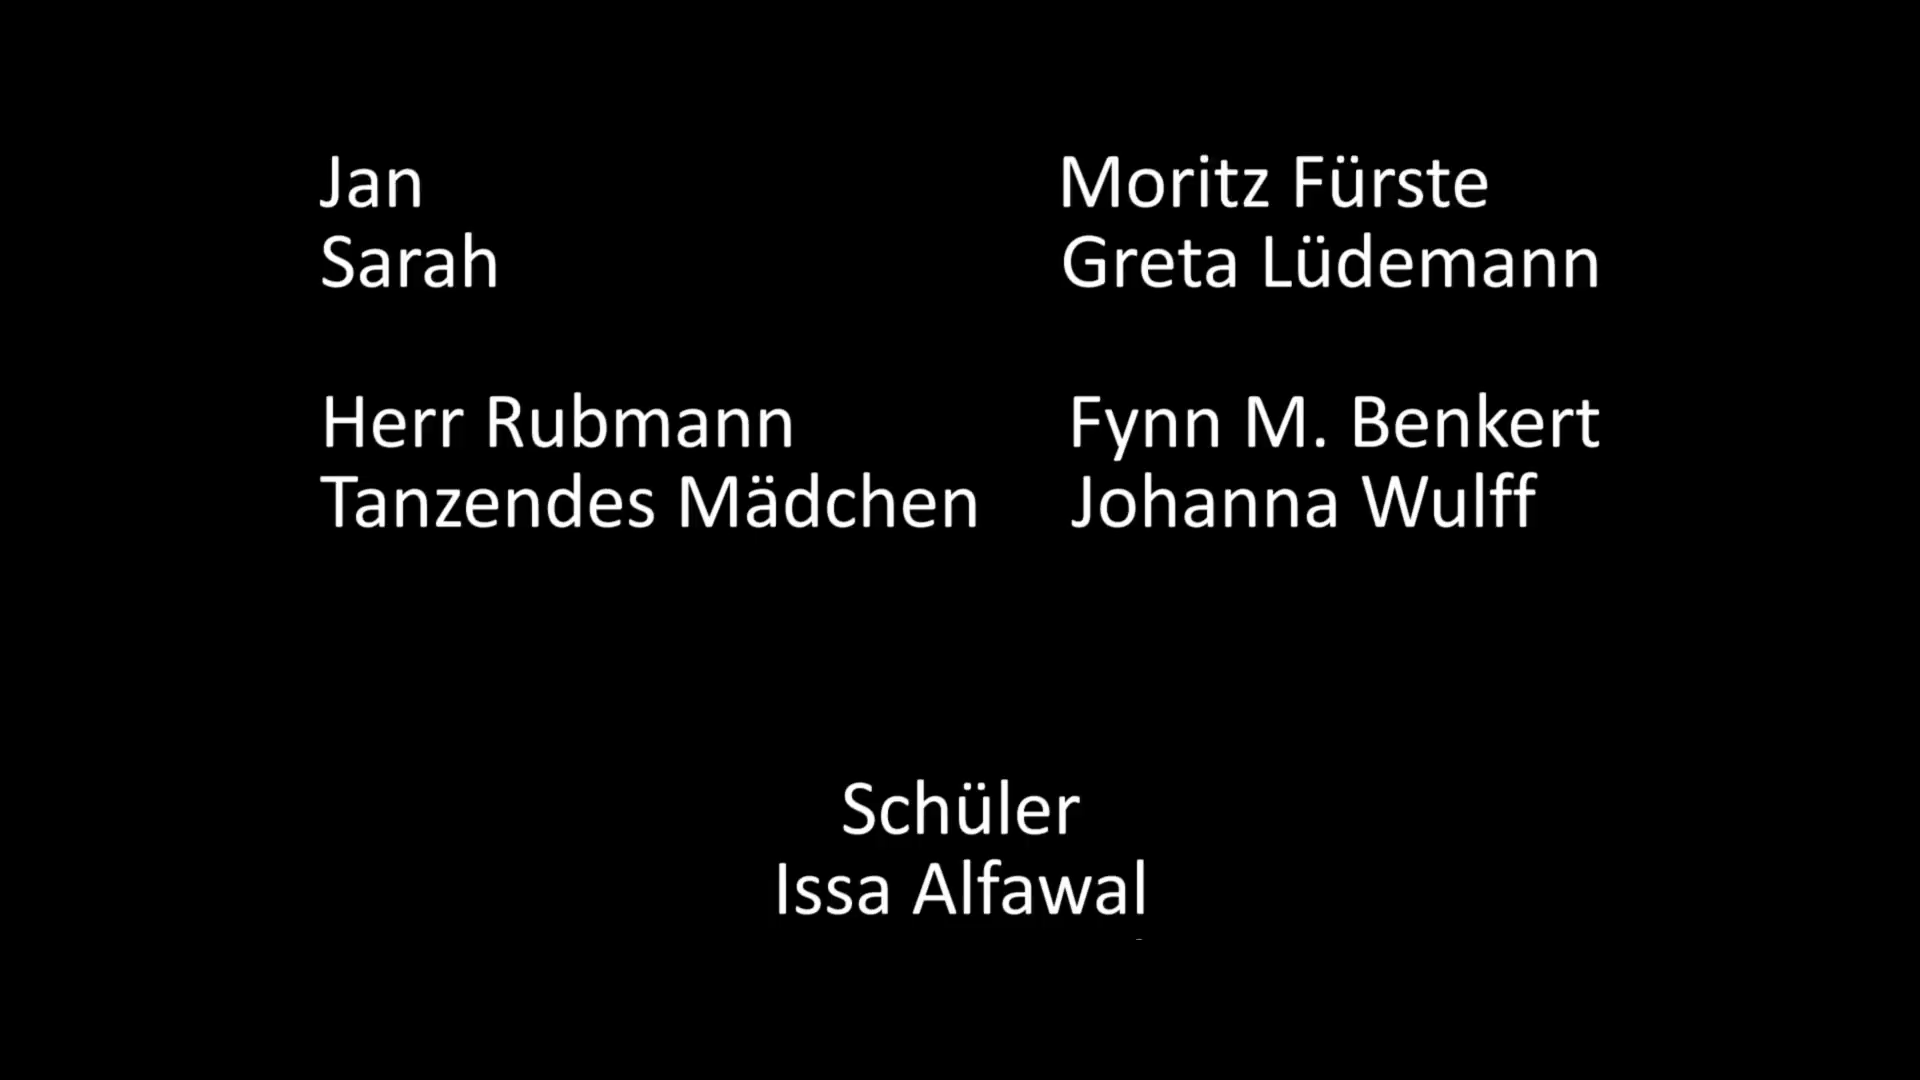 Jan Moritz Fürste
Sarah Greta Lüdemann
Herr Rubmann Fynn M. Benkert
Tanzendes Mädchen Johanna Wulff
Schüler
Issa Alfawal